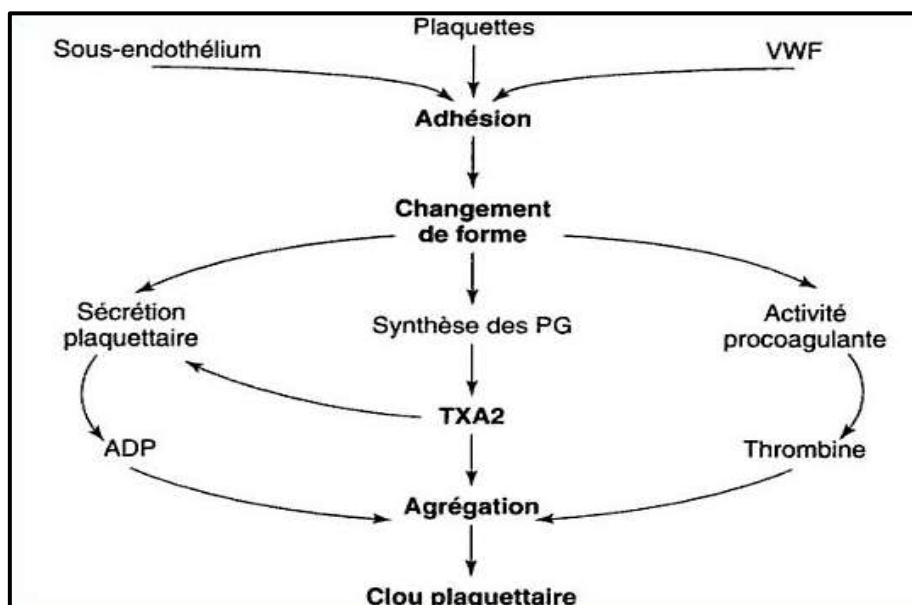 Plaquettes
Sous-endothélium
VWF
Adhésion
Changement
de forme
Sécrétion
plaquettaire
Synthèse des PG
Activité
procoagulante
TXA2
ADP
Thrombine
Agrégation
Clou plaquettaire